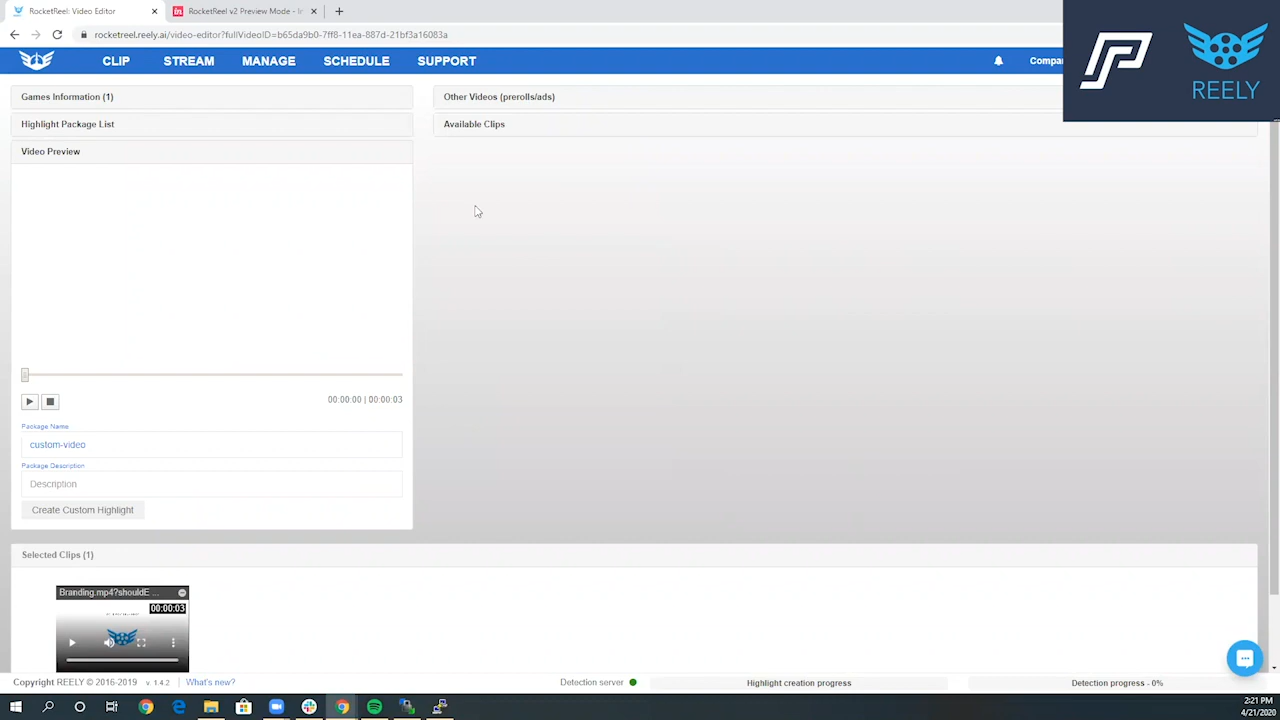 RocketReel: Video Editor
RocketReel v2 Preview Mode - In
rocketreel.reely.ai/video-editor?fullVideoID=b65da9b0-7ff8-11ea-887d-21bf3a16083a
CLIP STREAM MANAGE SCHEDULE SUPPORT Compan
REELY
Games Information (1)
Other Videos (prerolls/ads)
Highlight Package List
Available Clips
Video Preview
00:00:00 | 00:00:03
Package Name
custom-video
Package Description
Description
Create Custom Highlight
Selected Clips (1)
Branding.mp4?shouldE ...
00:00:03
Copyright REELY © 2016-2019 v. 1.4.2 What's new?
Detection server
Highlight creation progress
Detection progress - 0%
2:21 PM
4/21/2020